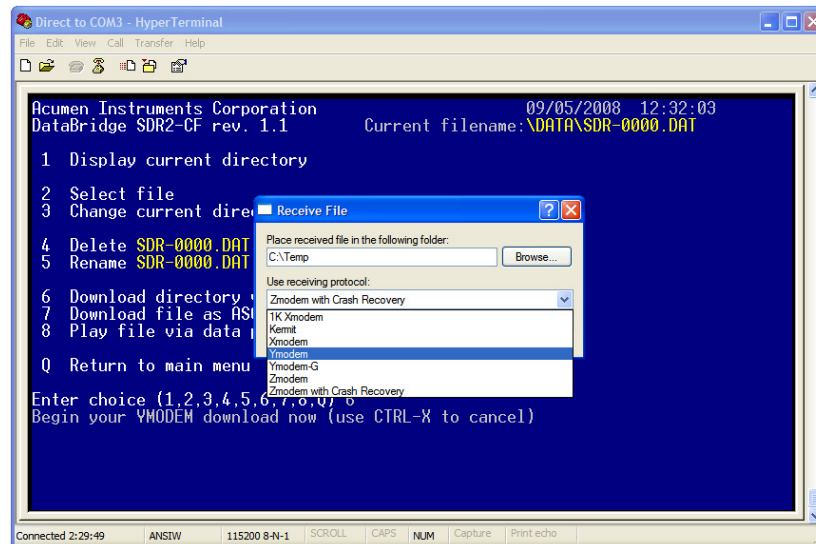 Direct to COM3 - HyperTerminal
File Edit View Call Transfer Help
Acumen Instruments Corporation 09/05/2008 12:32:03
DataBridge SDR2-CF rev. 1.1 Current filename:\DATA\SDR-0000.DAT
1 Display current directory
2 Select file
3 Change current dire
4 Delete SDR-0000.DAT
5 Rename SDR-0000.DAT
6 Download directory
7 Download file as ASC
8 Play file via data
Q Return to main menu
Enter choice (1,2,3,4,5,6,7,8,Q) 6
Begin your YMODEM download now (use CTRL-X to cancel)
Receive File
Place received file in the following folder:
C:\Temp Browse...
Use receiving protocol:
Zmodem with Crash Recovery
1K Xmodem
Kermit
Xmodem
Ymodem
Ymodem-G
Zmodem
Zmodem with Crash Recovery
Connected 2:29:49 ANSIW 115200 8-N-1 SCROLL CAPS NUM Capture Print echo